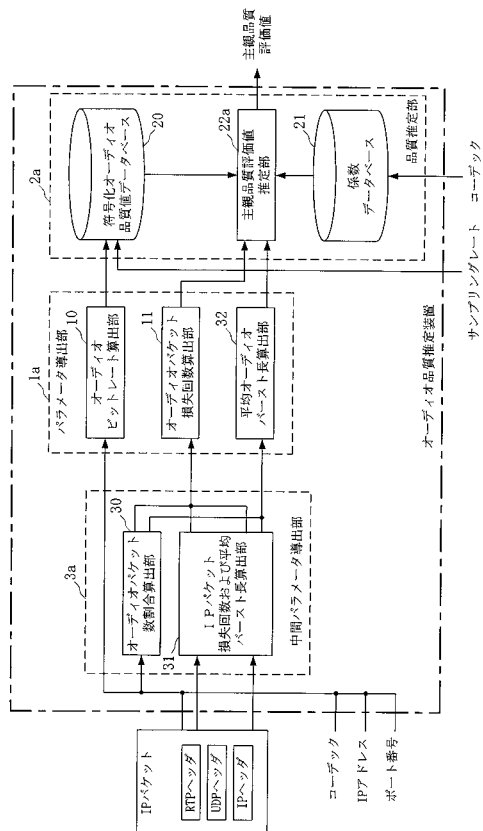 IPパケット
RTPヘッダ
UDPヘッダ
IPヘッダ
コーデック
IPアドレス
ポート番号
3a
オーディオパケット
数割合算出部
30
31
IPパケット
損失回数および平均
バースト長算出部
中間パラメータ導出部
1a
パラメータ導出部
10
オーディオ
ビットレート算出部
11
オーディオパケット
損失回数算出部
32
平均オーディオ
バースト長算出部
2a
符号化オーディオ
品質値データベース
20
22a
主観品質評価値
推定部
21
係数
データベース
品質推定部
オーディオ品質推定装置
サンプリングレート
コーデック
主観品質
評価値